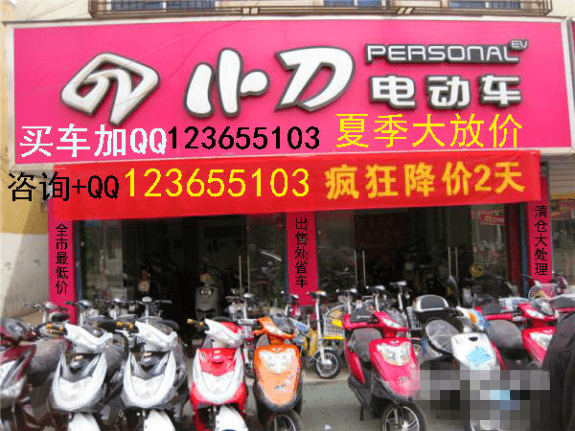 小刀
PERSONAL EV
电动车
买车加QQ123655103 夏季大放价
咨询+QQ123655103 疯狂降价2天
全市最低价
出售外省车
清仓大处理